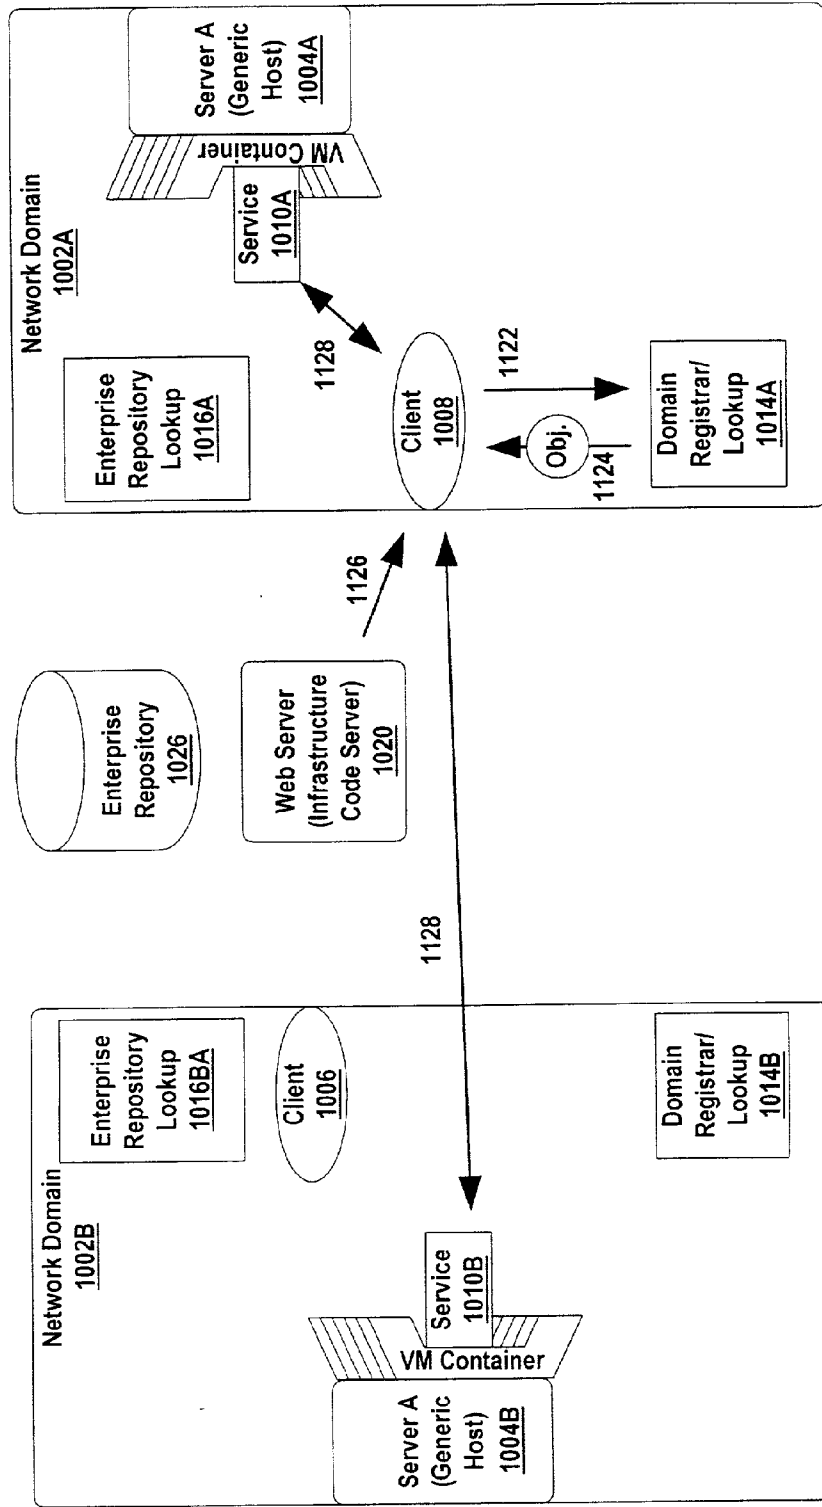 Network Domain
1002B
Enterprise
Repository
Lookup
1016BA
Client
1006
Server A
(Generic
Host)
1004B
VM Container
Service
1010B
Domain
Registrar/
Lookup
1014B
Enterprise
Repository
1026
Web Server
(Infrastructure
Code Server)
1020
1126
1128
Network Domain
1002A
Enterprise
Repository
Lookup
1016A
Server A
(Generic
Host)
1004A
VM Container
Service
1010A
1128
Client
1008
1122
Obj.
1124
Domain
Registrar/
Lookup
1014A